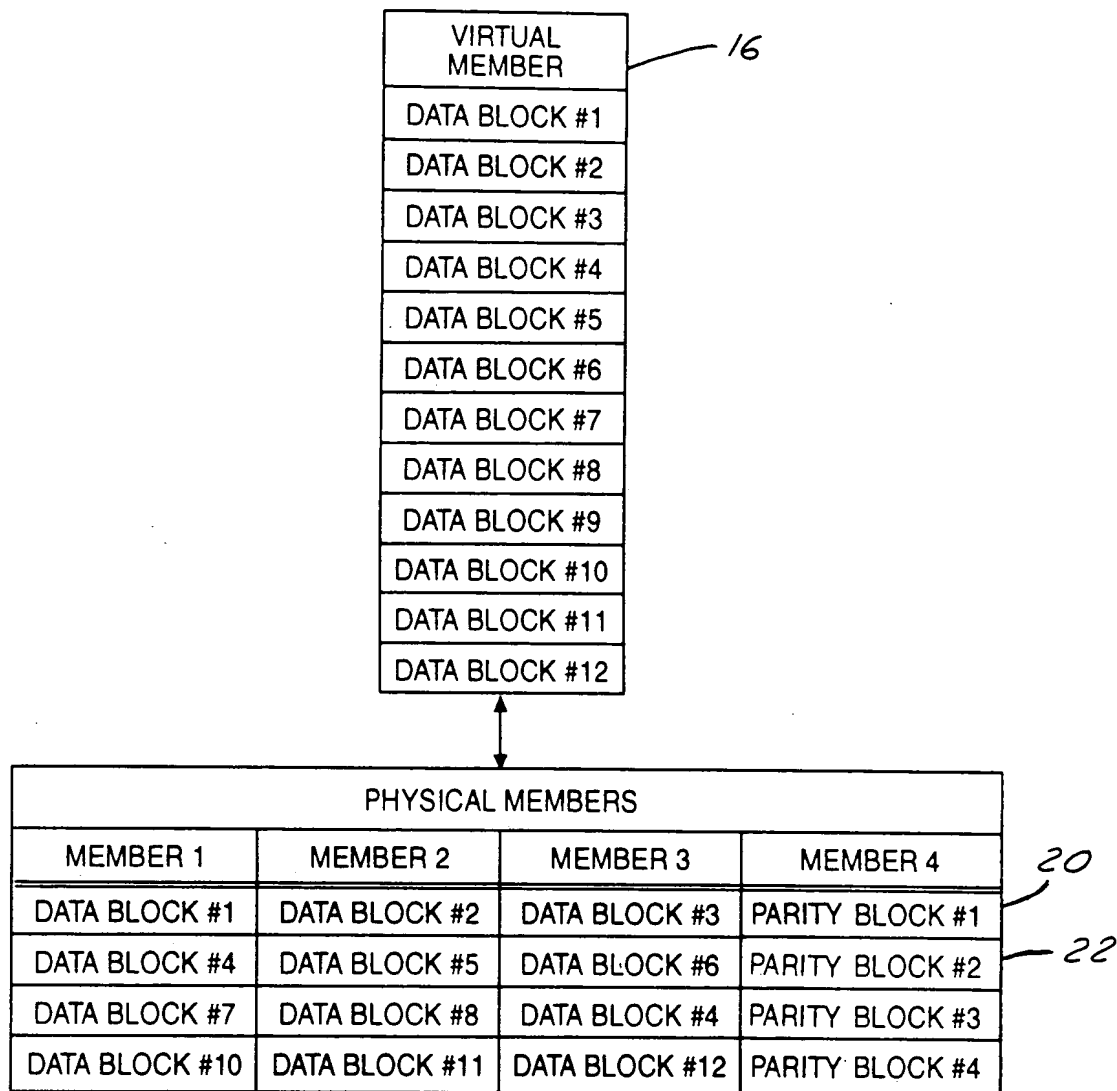 VIRTUAL
MEMBER
16
DATA BLOCK #1
DATA BLOCK #2
DATA BLOCK #3
DATA BLOCK #4
DATA BLOCK #5
DATA BLOCK #6
DATA BLOCK #7
DATA BLOCK #8
DATA BLOCK #9
DATA BLOCK #10
DATA BLOCK #11
DATA BLOCK #12
PHYSICAL MEMBERS
MEMBER 1 MEMBER 2 MEMBER 3 MEMBER 4
20
DATA BLOCK #1 DATA BLOCK #2 DATA BLOCK #3 PARITY BLOCK #1
DATA BLOCK #4 DATA BLOCK #5 DATA BLOCK #6 PARITY BLOCK #2 22
DATA BLOCK #7 DATA BLOCK #8 DATA BLOCK #4 PARITY BLOCK #3
DATA BLOCK #10 DATA BLOCK #11 DATA BLOCK #12 PARITY BLOCK #4